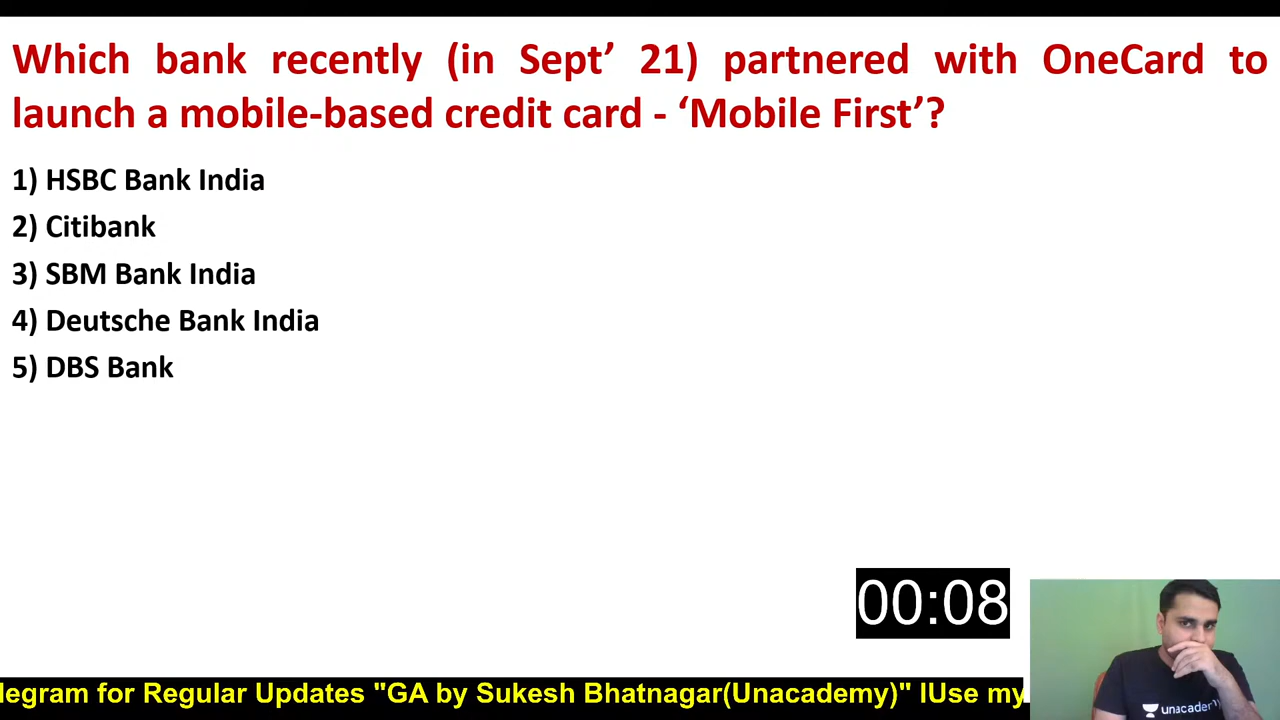 Which bank recently (in Sept’ 21) partnered with OneCard to
launch a mobile-based credit card - ‘Mobile First’?
1) HSBC Bank India
2) Citibank
3) SBM Bank India
4) Deutsche Bank India
5) DBS Bank
00:08
legram for Regular Updates "GA by Sukesh Bhatnagar(Unacademy)" IUse my
unacademy